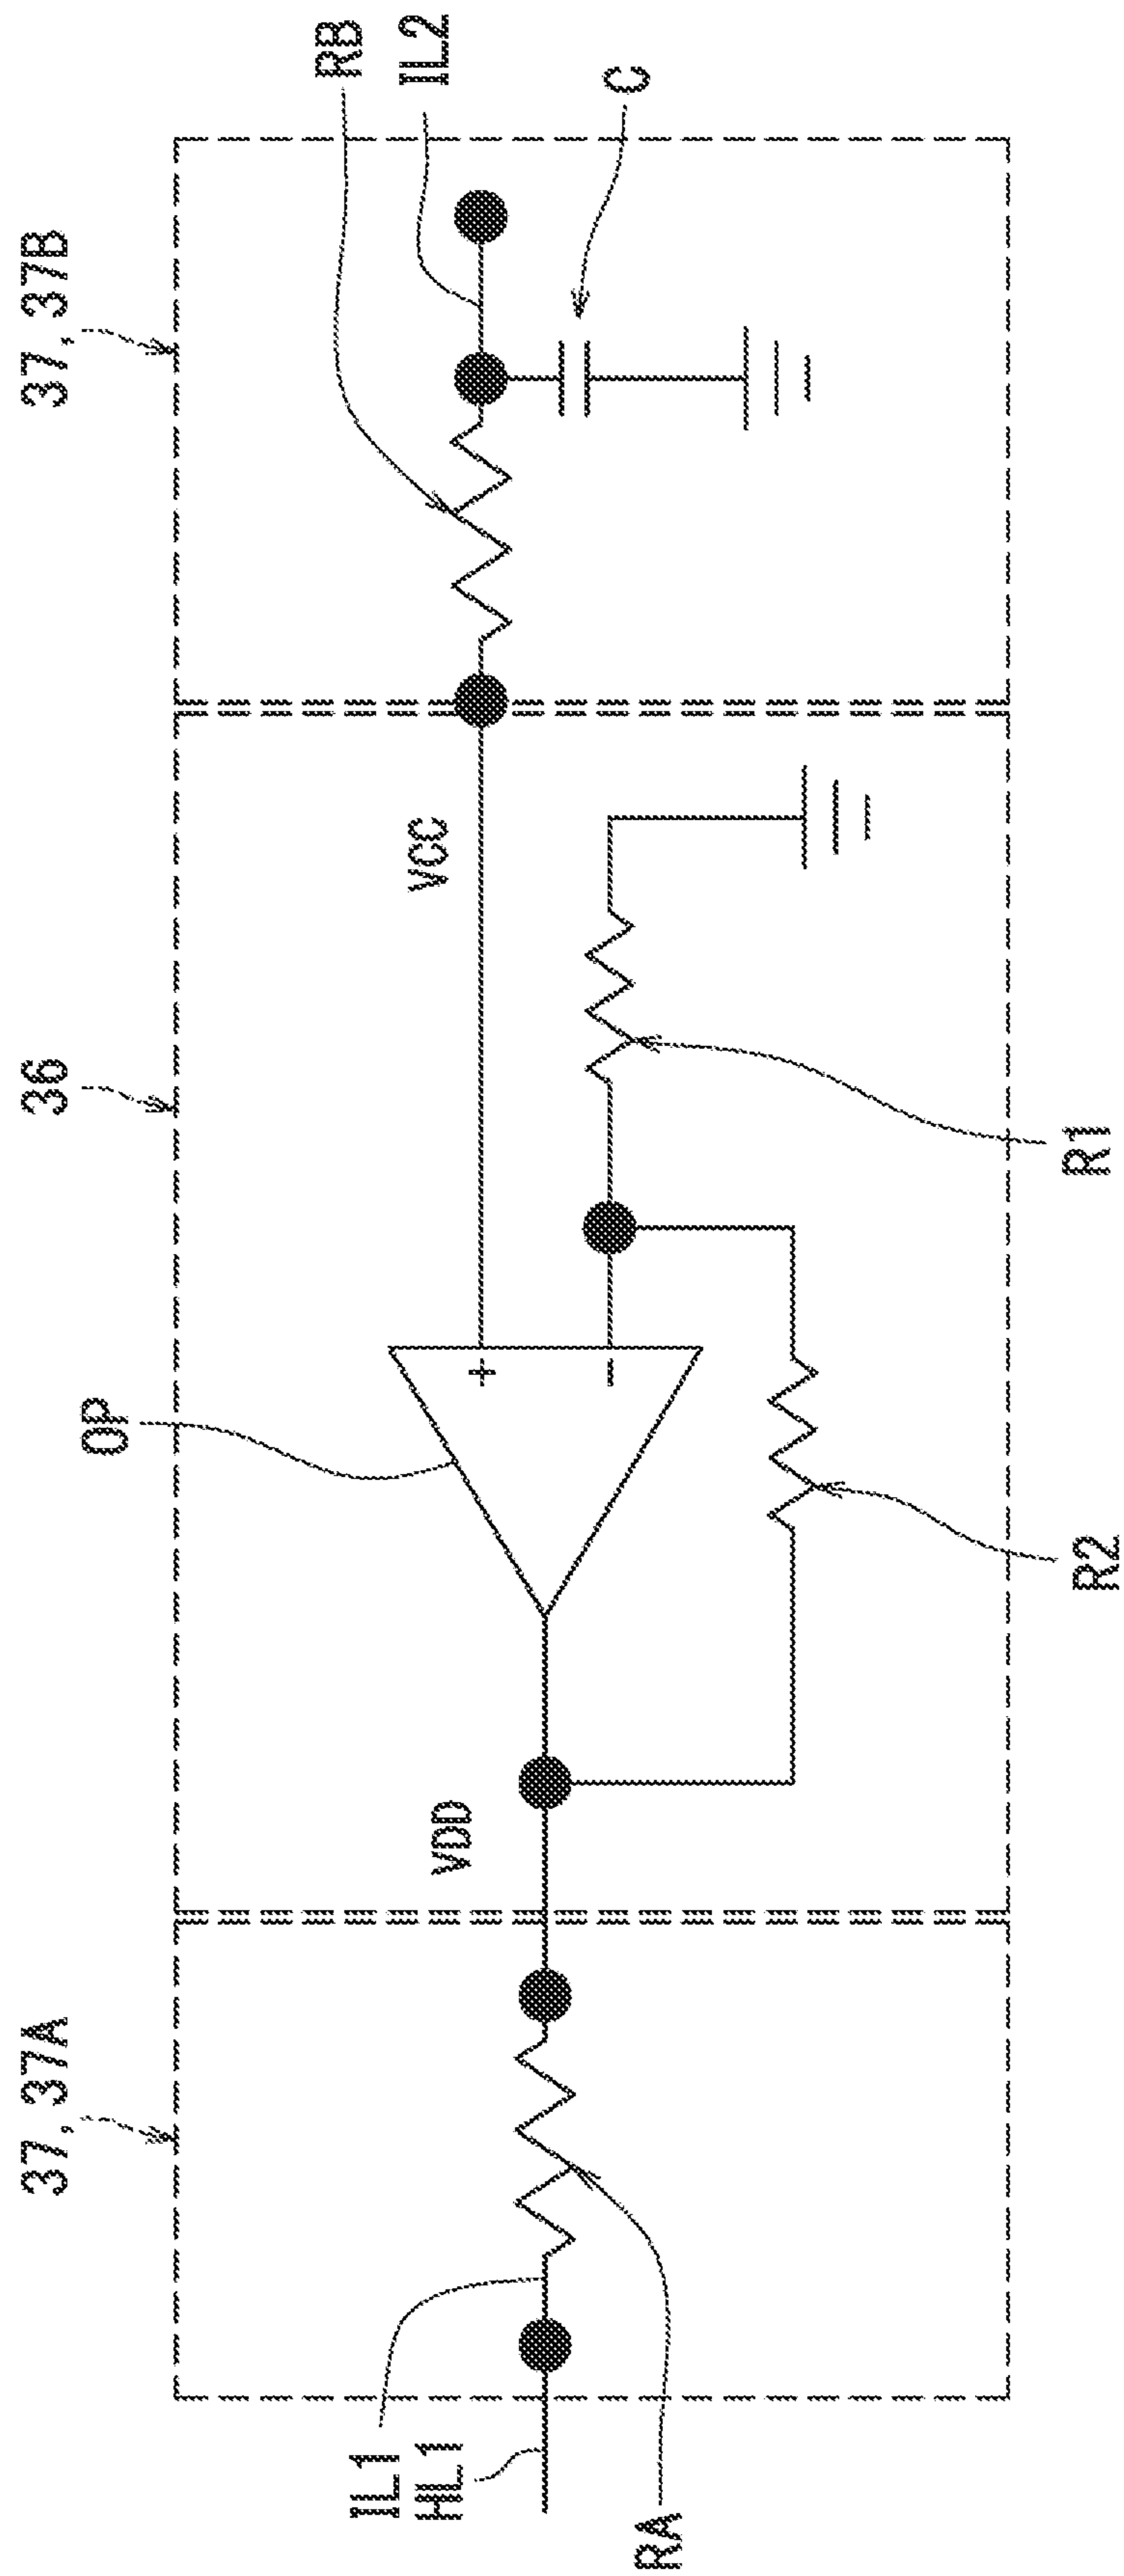 37, 37A
36
37, 37B
OP
RB
IL2
IL1
HL1
VDD
VCC
+
−
C
RA
R2
R1